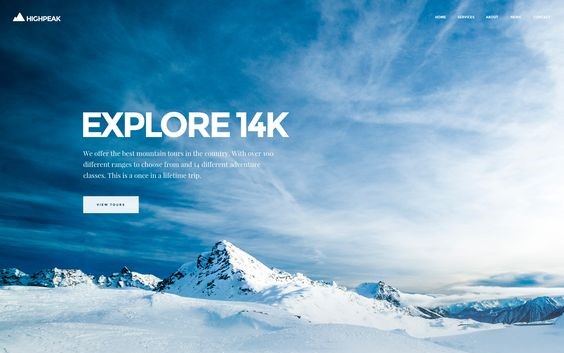 HIGHPEAK
HOME SERVICES ABOUT NEWS CONTACT
EXPLORE 14K
We offer the best mountain tours in the country. With over 100
different ranges to choose from and 14 different adventure
classes. This is a once in a lifetime trip.
VIEW TOURS